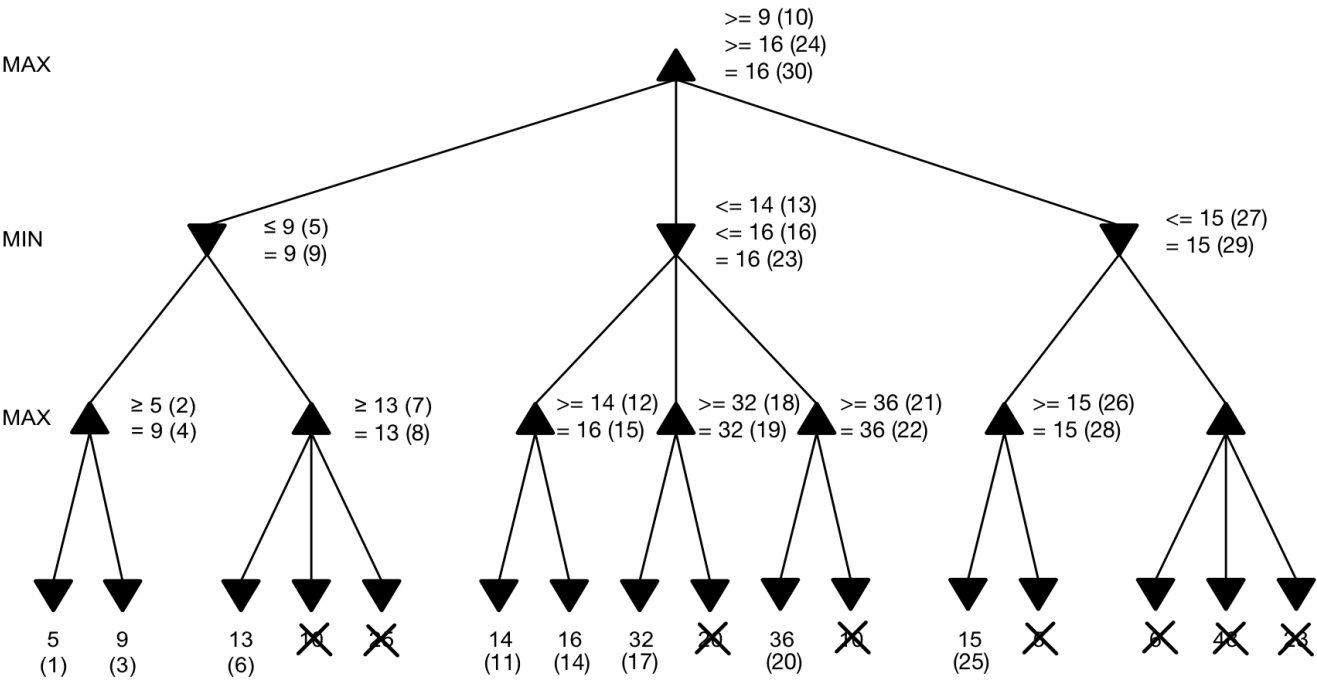 >= 9 (10)
>= 16 (24)
= 16 (30)
MAX
<= 14 (13)
<= 16 (16)
= 16 (23)
<= 15 (27)
= 15 (29)
≤ 9 (5)
= 9 (9)
MIN
≥ 5 (2)
= 9 (4)
≥ 13 (7)
= 13 (8)
>= 14 (12)
= 16 (15)
>= 32 (18)
= 32 (19)
>= 36 (21)
= 36 (22)
>= 15 (26)
= 15 (28)
MAX
5 9 13 14 16 32 36 15
(1) (3) (6) (11) (14) (17) (20) (25)